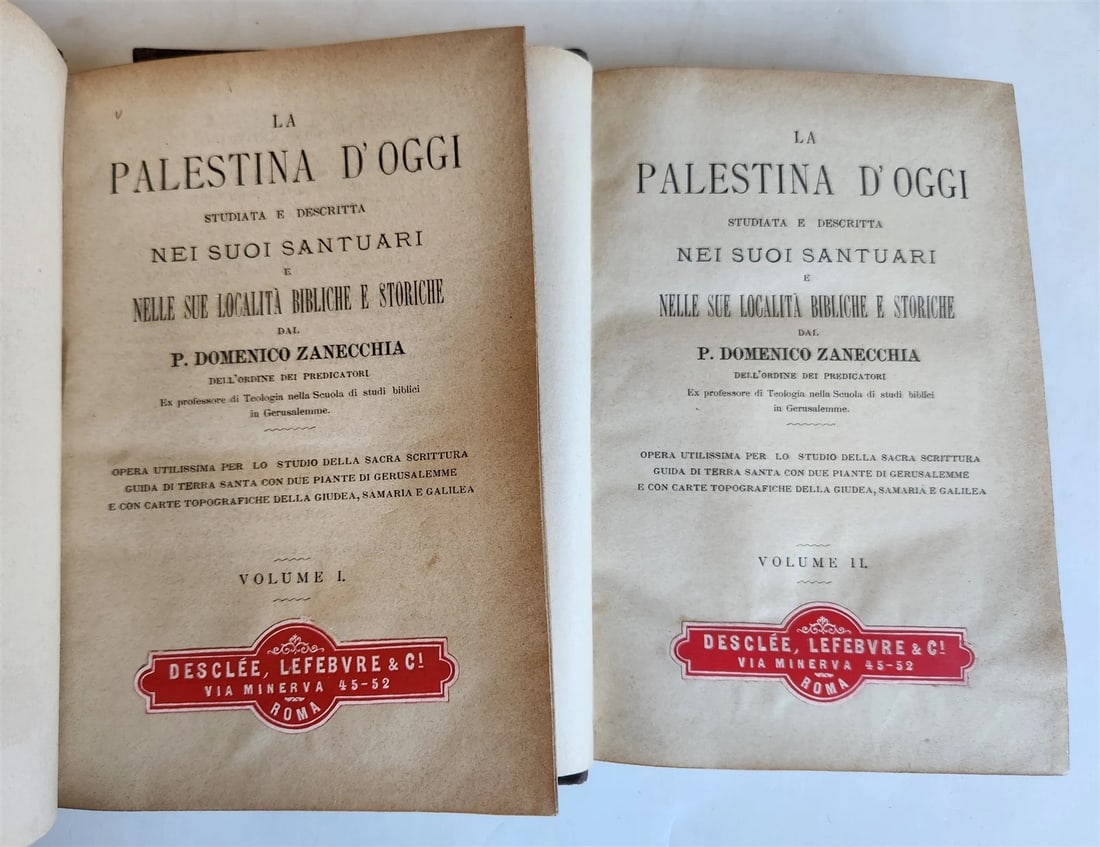 LA
PALESTINA D'OGGI
STUDIATA E DESCRITTA
NEI SUOI SANTUARI
E
NELLE SUE LOCALITÀ BIBLICHE E STORICHE
DAL
P. DOMENICO ZANECCHIA
DELL'ORDINE DEI PREDICATORI
Ex professore di Teologia nella Scuola di studi biblici
in Gerusalemme.
OPERA UTILISSIMA PER LO STUDIO DELLA SACRA SCRITTURA
GUIDA DI TERRA SANTA CON DUE PIANTE DI GERUSALEMME
E CON CARTE TOPOGRAFICHE DELLA GIUDEA, SAMARIA E GALILEA
VOLUME I.
DESCLÉE, LEFEBVRE & Ci
VIA MINERVA 45-52
ROMA
LA
PALESTINA D'OGGI
STUDIATA E DESCRITTA
NEI SUOI SANTUARI
E
NELLE SUE LOCALITÀ BIBLICHE E STORICHE
DAL
P. DOMENICO ZANECCHIA
DELL'ORDINE DEI PREDICATORI
Ex professore di Teologia nella Scuola di studi biblici
in Gerusalemme.
OPERA UTILISSIMA PER LO STUDIO DELLA SACRA SCRITTURA
GUIDA DI TERRA SANTA CON DUE PIANTE DI GERUSALEMME
E CON CARTE TOPOGRAFICHE DELLA GIUDEA, SAMARIA E GALILEA
VOLUME II.
DESCLÉE, LEFEBVRE & Ci
VIA MINERVA 45-52
ROMA